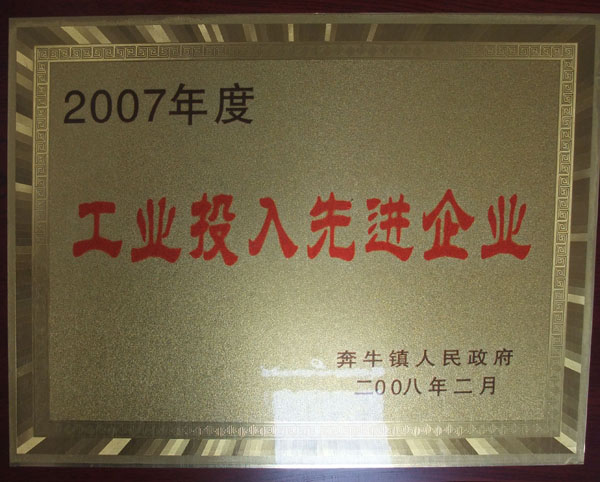 2007年度
工业投入先进企业
奔牛镇人民政府
二00八年二月